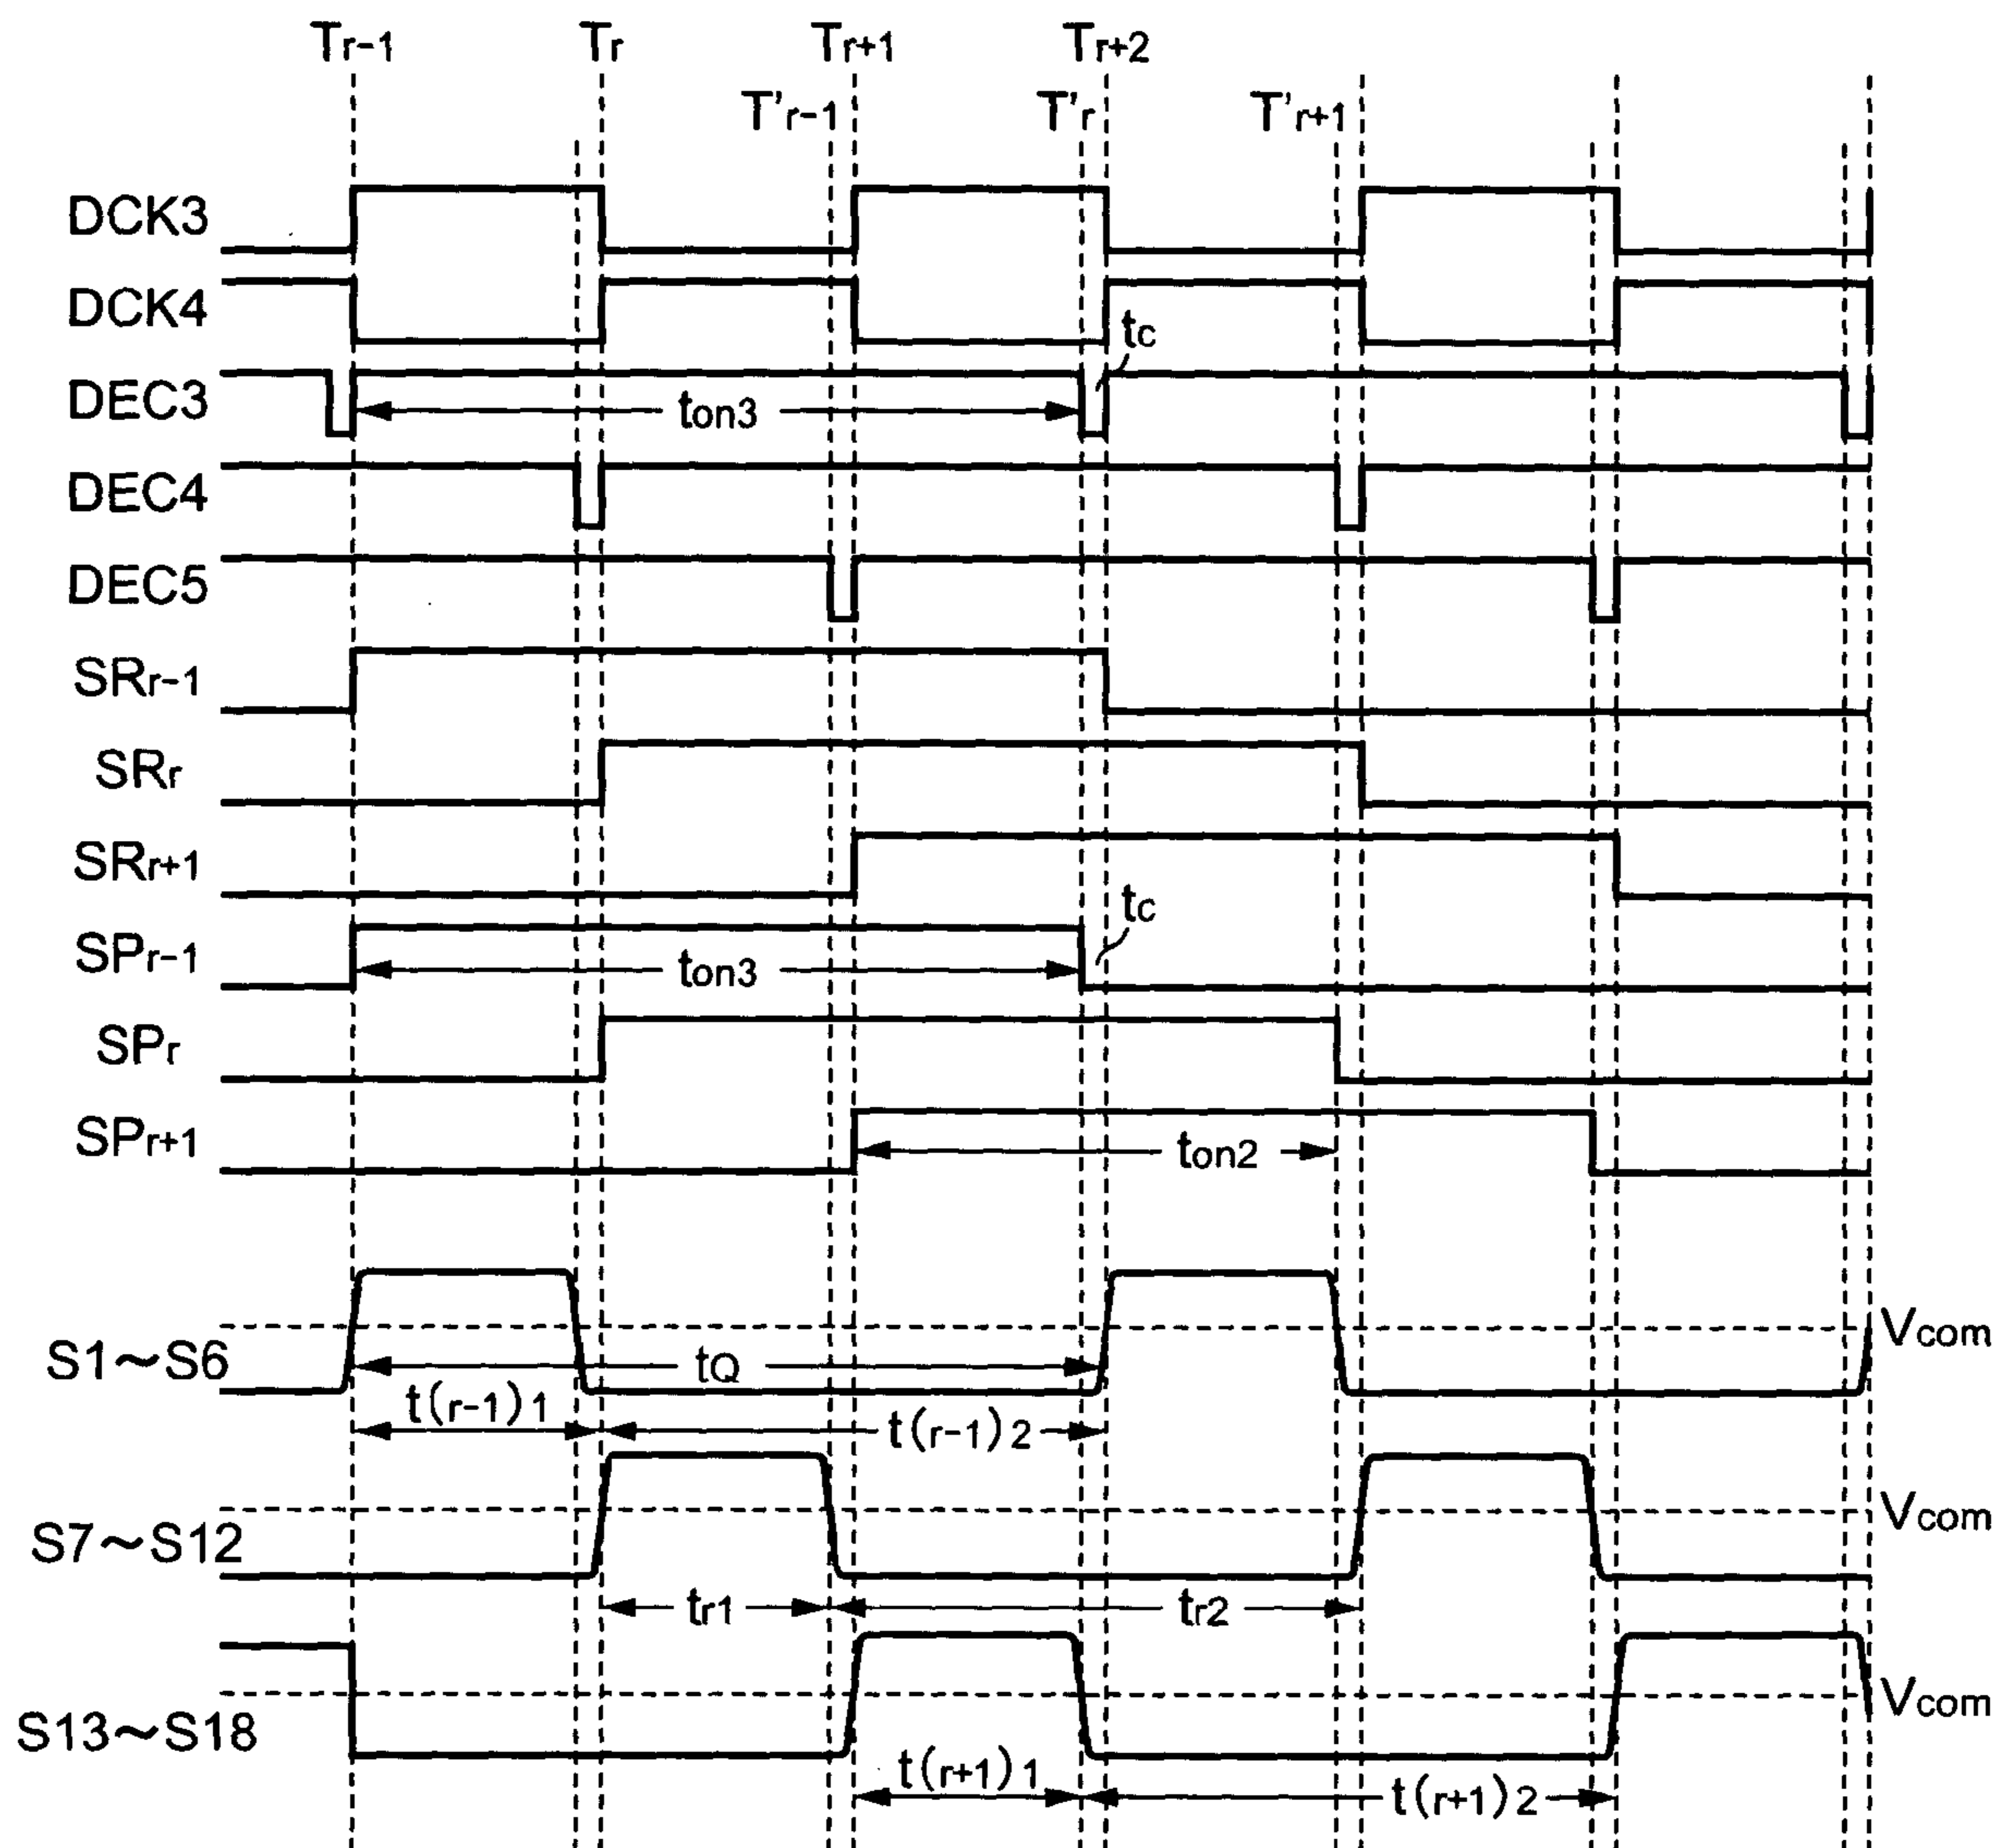 Tr-1 Tr Tr+1 Tr+2
T'r-1 T'r T'r+1
DCK3
DCK4
tc
DEC3
ton3
DEC4
DEC5
SRr-1
SRr
SRr+1
tc
SPr-1
ton3
SPr
SPr+1
ton2
Vcom
S1～S6
tQ
t(r-1)1 t(r-1)2
Vcom
S7～S12
tr1 tr2
Vcom
S13～S18
t(r+1)1 t(r+1)2